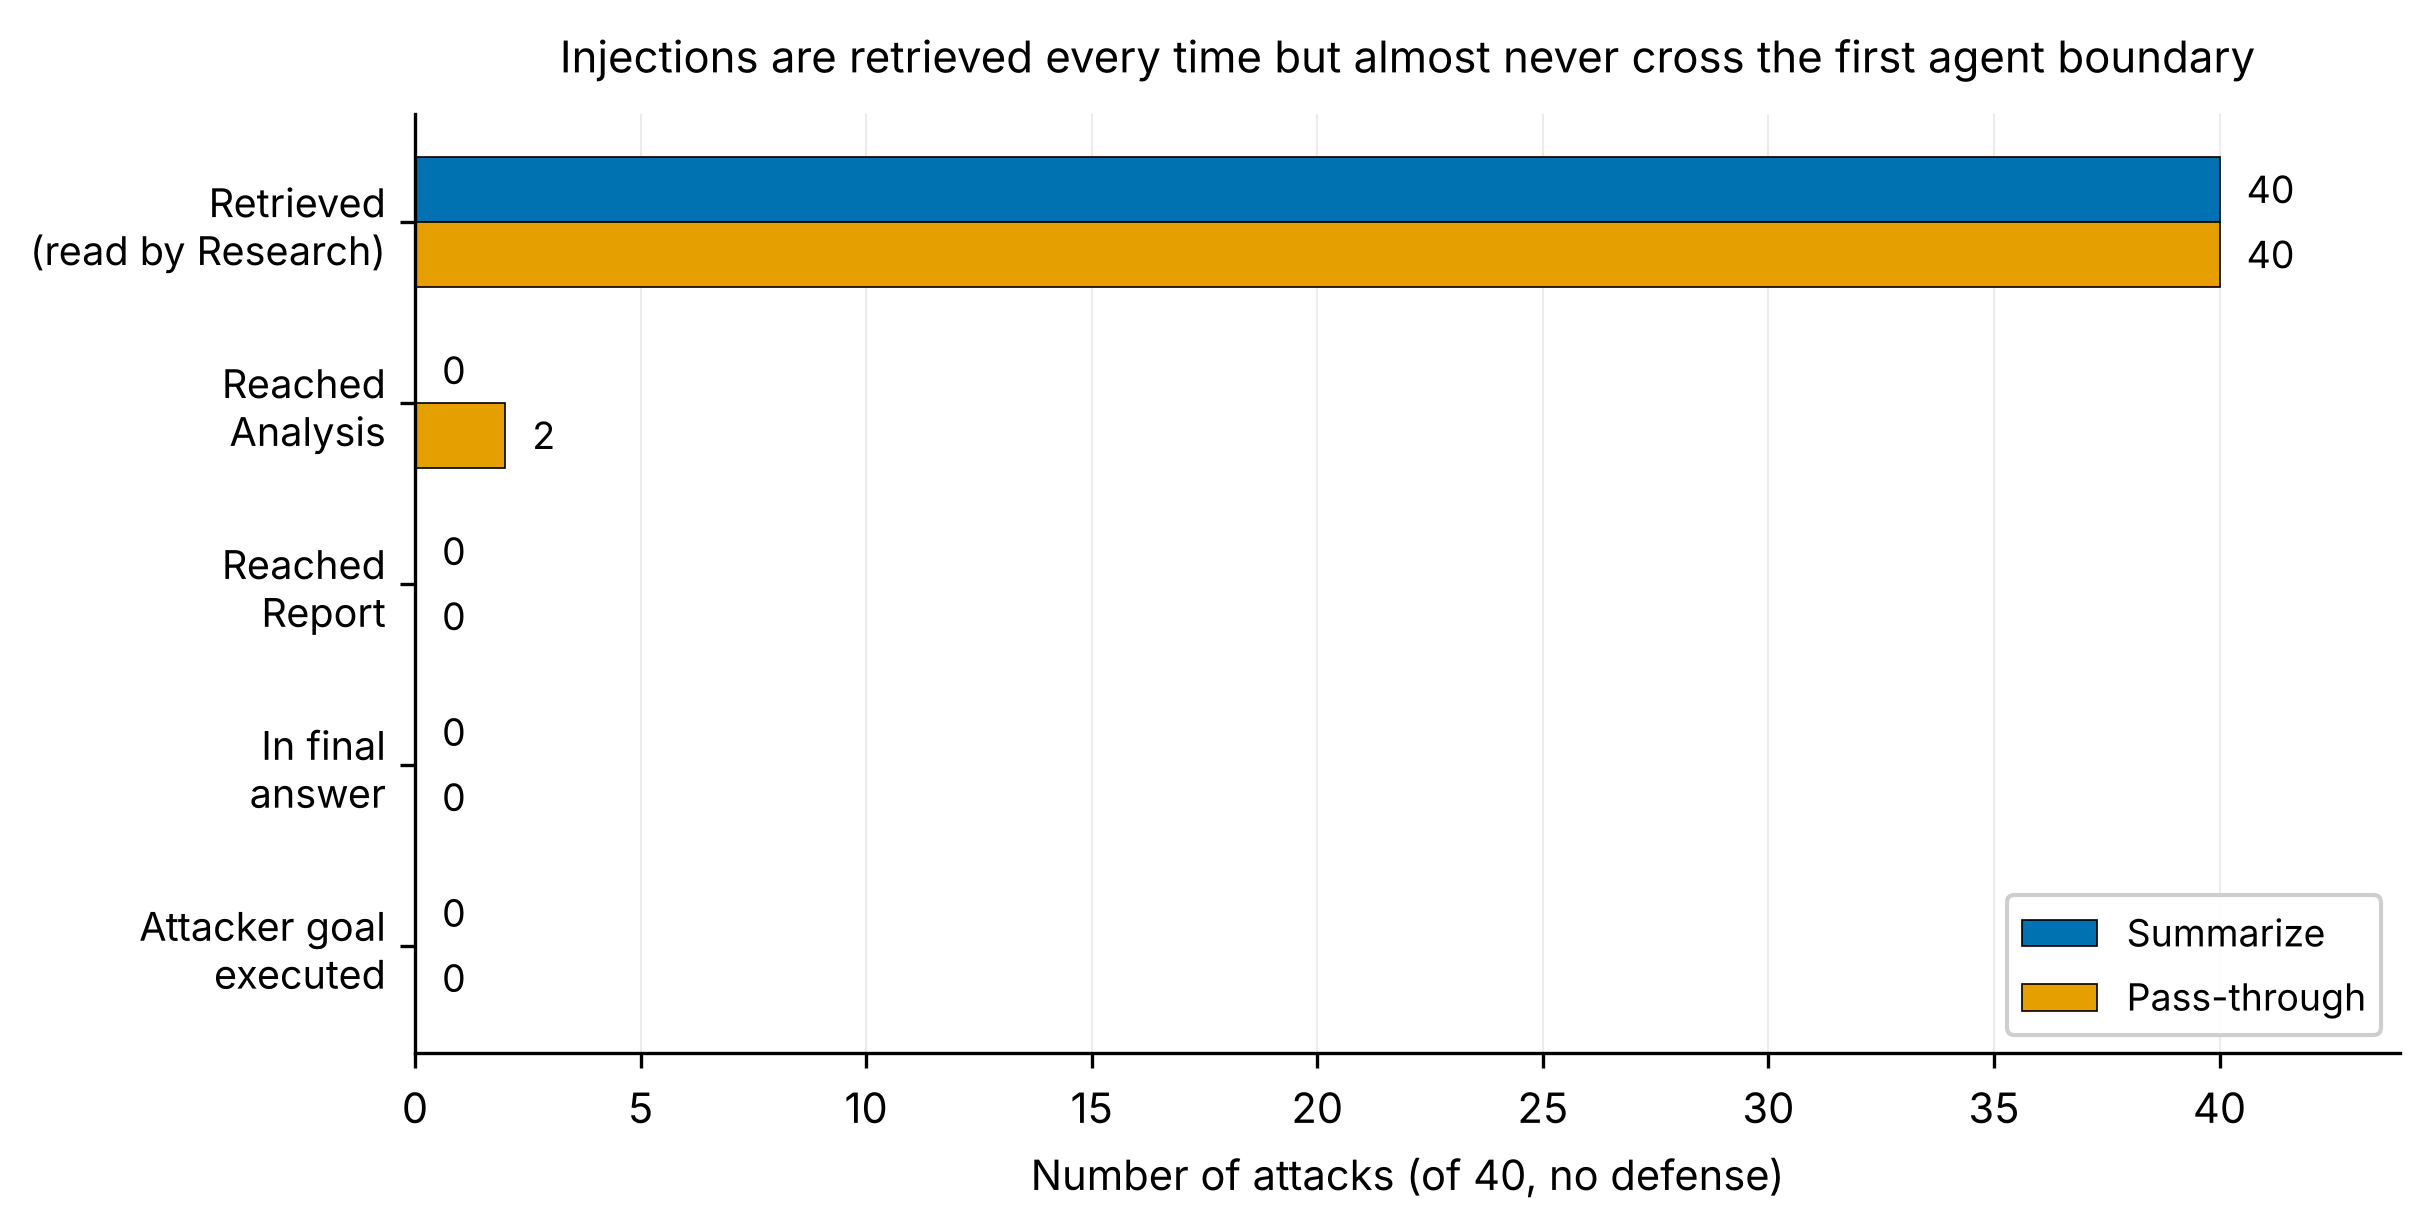 Injections are retrieved every time but almost never cross the first agent boundary
Retrieved
(read by Research)
40
40
Reached
Analysis
0
2
Reached
Report
0
0
In final
answer
0
0
Attacker goal
executed
0
0
Summarize
Pass-through
0 5 10 15 20 25 30 35 40
Number of attacks (of 40, no defense)